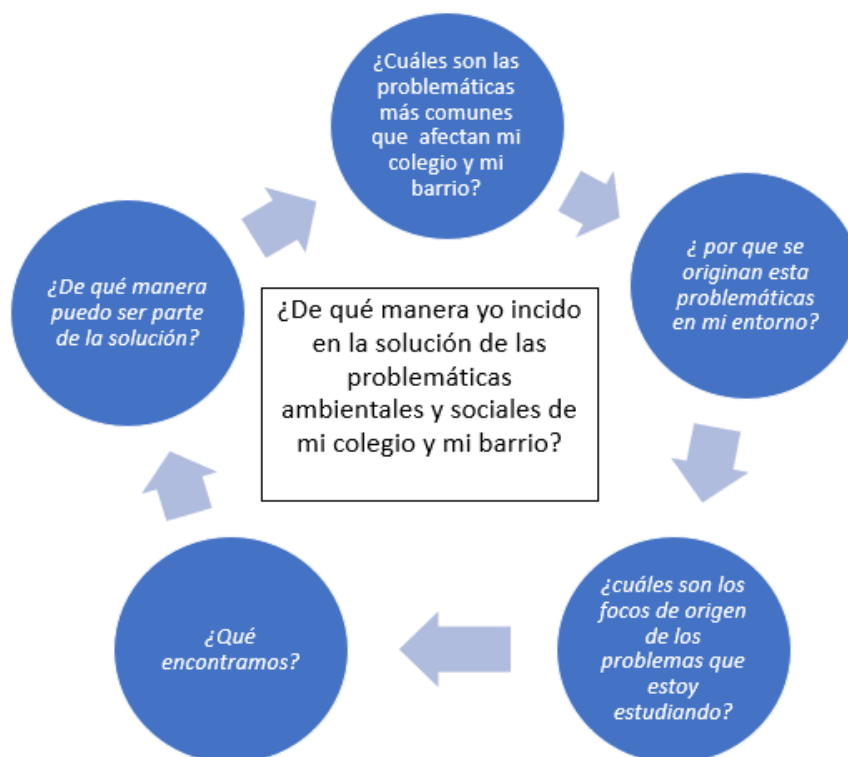 ¿Cuáles son las
problemáticas
más comunes
que afectan mi
colegio y mi
barrio?
¿ por que se
originan esta
problemáticas
en mi entorno?
¿cuáles son los
focos de origen
de los
problemas que
estoy
estudiando?
¿Qué
encontramos?
¿De qué manera
puedo ser parte
de la solución?
¿De qué manera yo incido
en la solución de las
problemáticas
ambientales y sociales de
mi colegio y mi barrio?